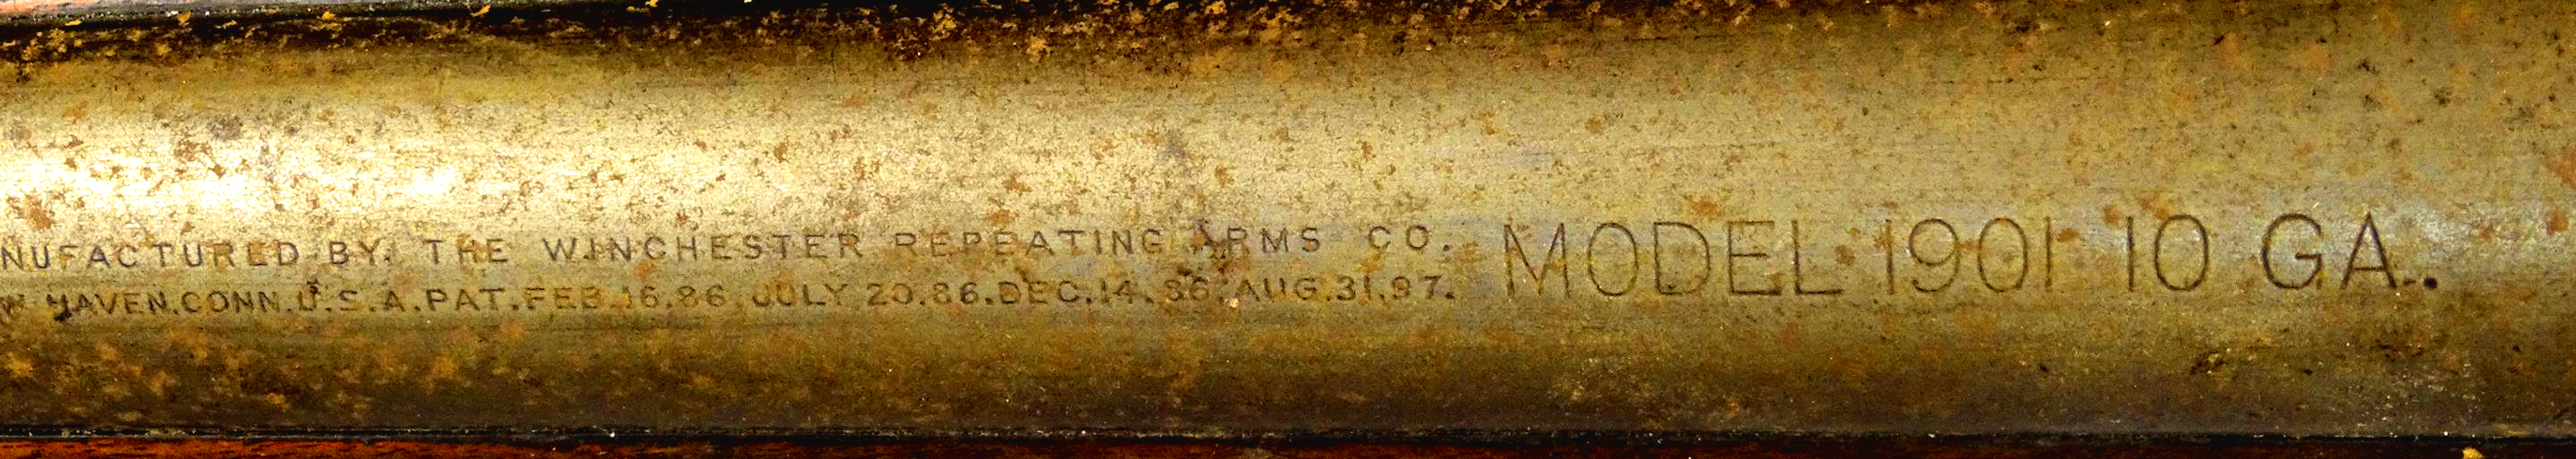 NUFACTURED BY. THE WINCHESTER REPEATING ARMS CO. MODEL 1901 10 GA.
W HAVEN.CONN.U.S.A.PAT.FEB.16.86.JULY 20.86.DEC.14.86.AUG.31.97.